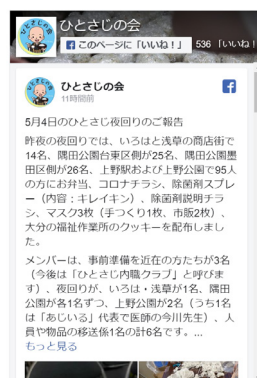 ひとさじの会
このページに「いいね！」 536 「いいね！
ひとさじの会
11時間前
5月4日のひとさじ夜回りのご報告
昨夜の夜回りでは、いろはと浅草の商店街で
14名、隅田公園台東区側が25名、隅田公園墨
田区側が26名、上野駅および上野公園で95人
の方にお弁当、コロナチラシ、除菌剤スプレ
ー（内容：キレイキン）、除菌剤説明チラ
シ、マスク3枚（手つくり1枚、市販2枚）、
大分の福祉作業所のクッキーを配布しまし
た。
メンバーは、事前準備を近在の方たちが3名
（今後は「ひとさじ内職クラブ」と呼びま
す）、夜回りが、いろは・浅草が1名、隅田
公園が各1名ずつ、上野公園が2名（うち1名
は「あじいる」代表で医師の今川先生）、人
員や物品の移送係1名の計6名です。...
もっと見る